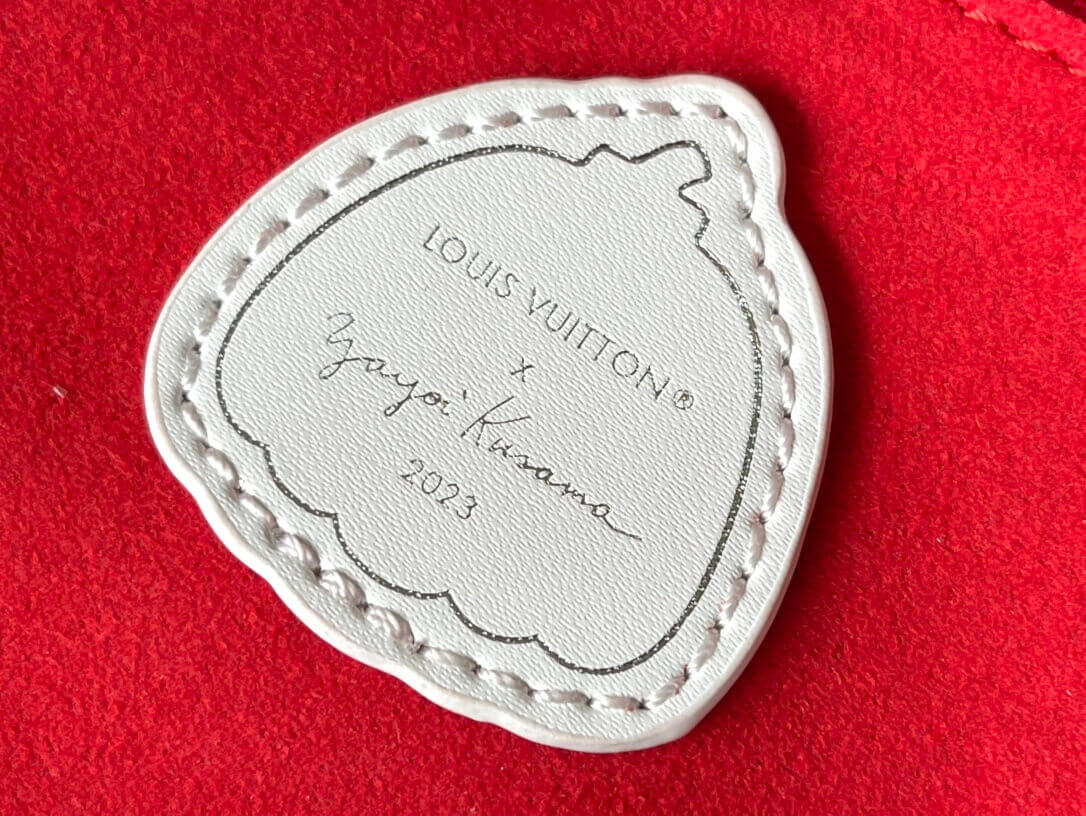 LOUIS VUITTON®
x
Yayoi Kusama
2023